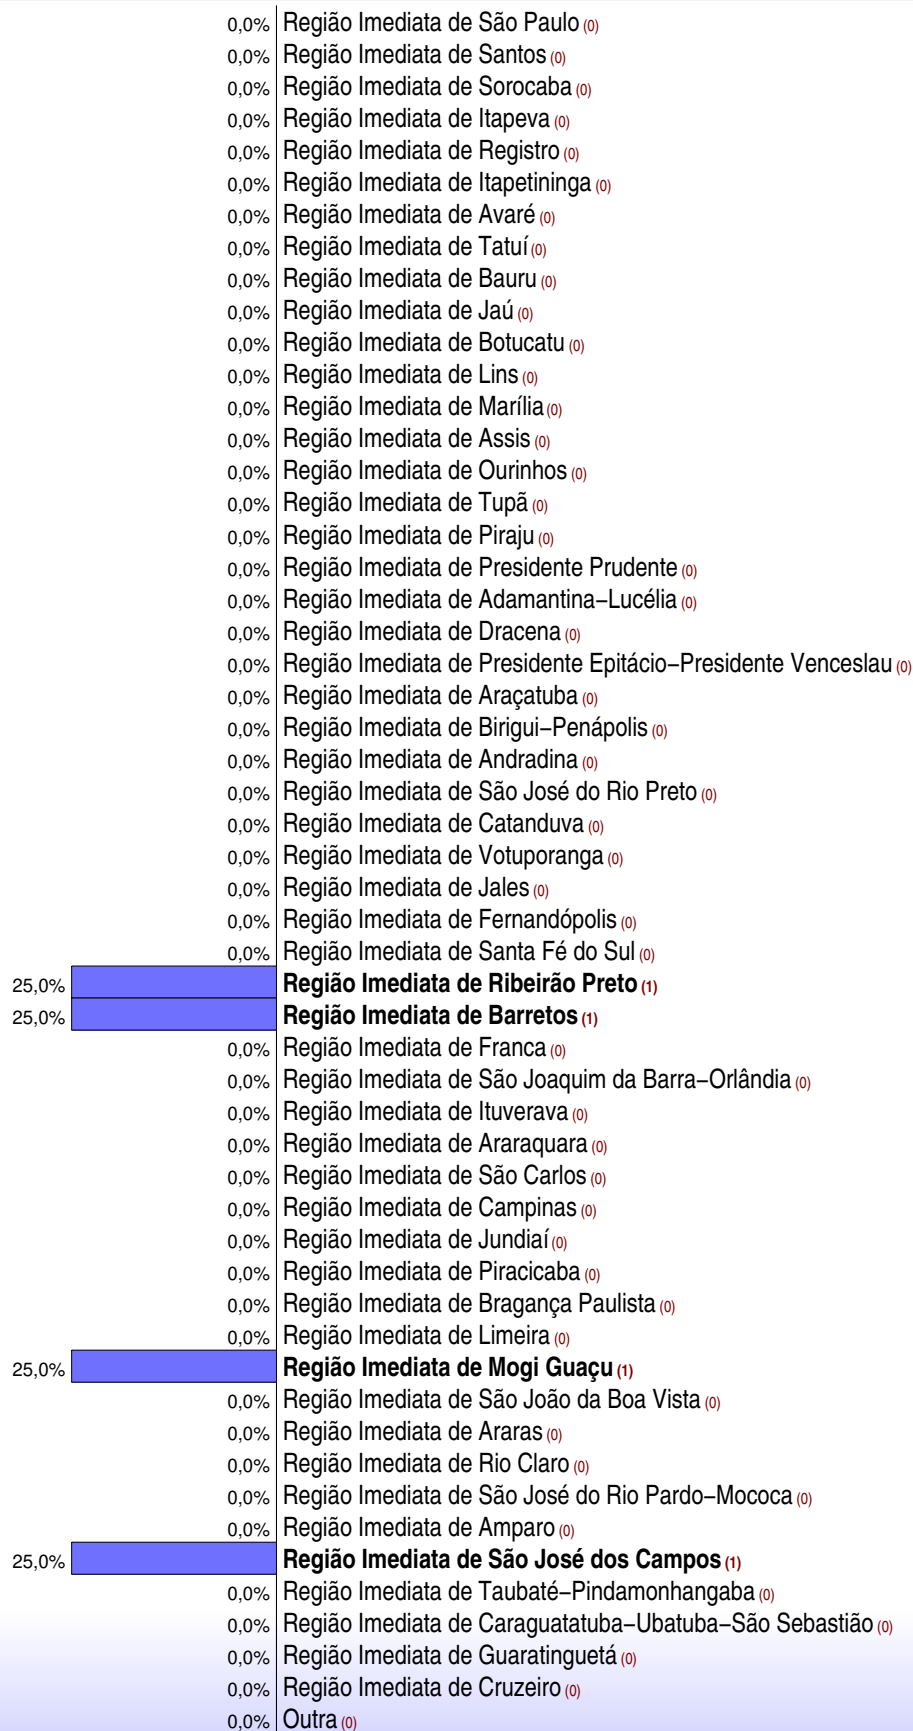 0,0% Região Imediata de São Paulo (0)
0,0% Região Imediata de Santos (0)
0,0% Região Imediata de Sorocaba (0)
0,0% Região Imediata de Itapeva (0)
0,0% Região Imediata de Registro (0)
0,0% Região Imediata de Itapetininga (0)
0,0% Região Imediata de Avaré (0)
0,0% Região Imediata de Tatuí (0)
0,0% Região Imediata de Bauru (0)
0,0% Região Imediata de Jaú (0)
0,0% Região Imediata de Botucatu (0)
0,0% Região Imediata de Lins (0)
0,0% Região Imediata de Marília (0)
0,0% Região Imediata de Assis (0)
0,0% Região Imediata de Ourinhos (0)
0,0% Região Imediata de Tupã (0)
0,0% Região Imediata de Piraju (0)
0,0% Região Imediata de Presidente Prudente (0)
0,0% Região Imediata de Adamantina–Lucélia (0)
0,0% Região Imediata de Dracena (0)
0,0% Região Imediata de Presidente Epitácio–Presidente Venceslau (0)
0,0% Região Imediata de Araçatuba (0)
0,0% Região Imediata de Birigui–Penápolis (0)
0,0% Região Imediata de Andradina (0)
0,0% Região Imediata de São José do Rio Preto (0)
0,0% Região Imediata de Catanduva (0)
0,0% Região Imediata de Votuporanga (0)
0,0% Região Imediata de Jales (0)
0,0% Região Imediata de Fernandópolis (0)
0,0% Região Imediata de Santa Fé do Sul (0)
25,0% Região Imediata de Ribeirão Preto (1)
25,0% Região Imediata de Barretos (1)
0,0% Região Imediata de Franca (0)
0,0% Região Imediata de São Joaquim da Barra–Orlândia (0)
0,0% Região Imediata de Ituverava (0)
0,0% Região Imediata de Araraquara (0)
0,0% Região Imediata de São Carlos (0)
0,0% Região Imediata de Campinas (0)
0,0% Região Imediata de Jundiaí (0)
0,0% Região Imediata de Piracicaba (0)
0,0% Região Imediata de Bragança Paulista (0)
0,0% Região Imediata de Limeira (0)
25,0% Região Imediata de Mogi Guaçu (1)
0,0% Região Imediata de São João da Boa Vista (0)
0,0% Região Imediata de Araras (0)
0,0% Região Imediata de Rio Claro (0)
0,0% Região Imediata de São José do Rio Pardo–Mococa (0)
0,0% Região Imediata de Amparo (0)
25,0% Região Imediata de São José dos Campos (1)
0,0% Região Imediata de Taubaté–Pindamonhangaba (0)
0,0% Região Imediata de Caraguatatuba–Ubatuba–São Sebastião (0)
0,0% Região Imediata de Guaratinguetá (0)
0,0% Região Imediata de Cruzeiro (0)
0,0% Outra (0)